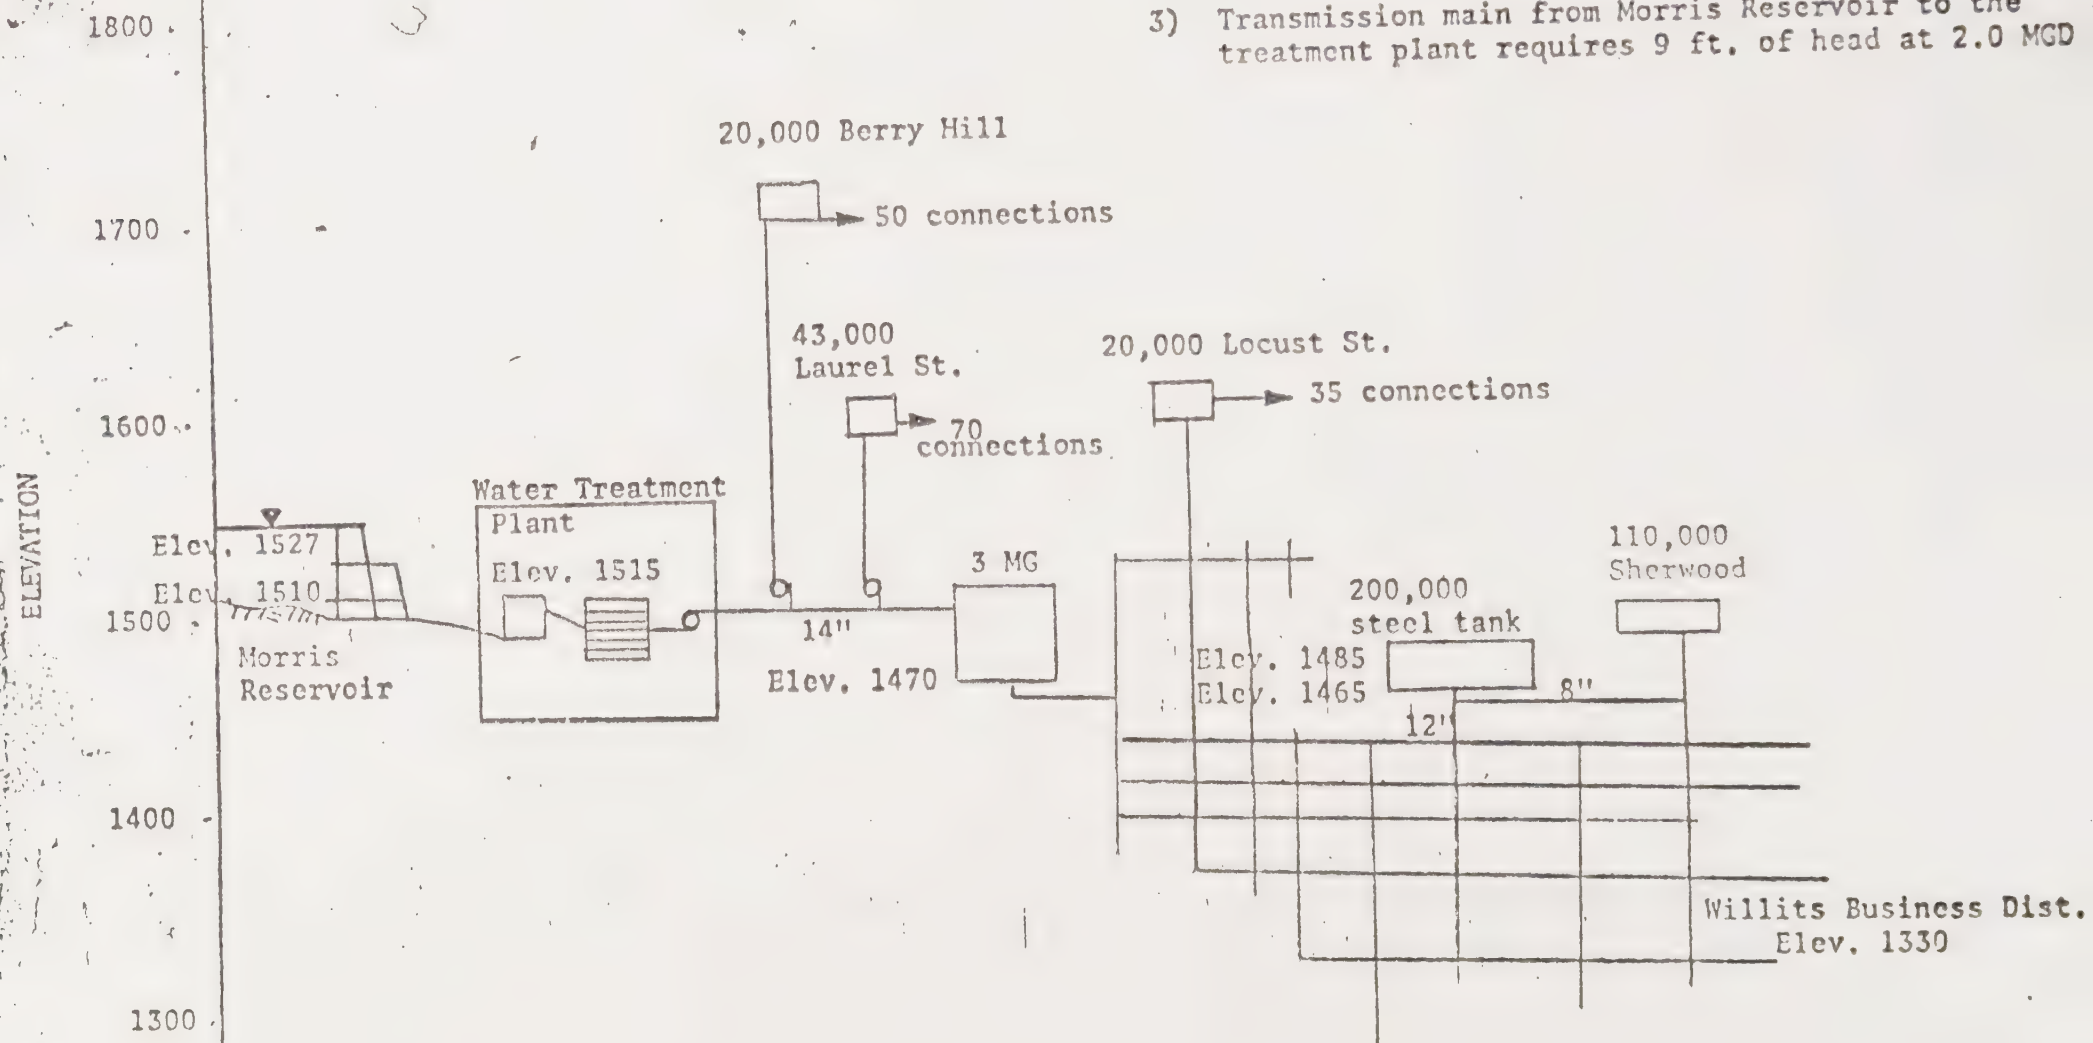 3) Transmission main from Morris Reservoir to the
treatment plant requires 9 ft. of head at 2.0 MGD
1800
20,000 Berry Hill
50 connections
1700
43,000
Laurel St.
70
connections
20,000 Locust St.
35 connections
1600
ELEVATION
Water Treatment
Plant
Elev. 1515
Elev. 1527
Elev. 1510
1500
Morris
Reservoir
14"
3 MG
Elev. 1470
110,000
Sherwood
200,000
steel tank
Elev. 1485
Elev. 1465
8"
12"
1400
Willits Business Dist.
Elev. 1330
1300